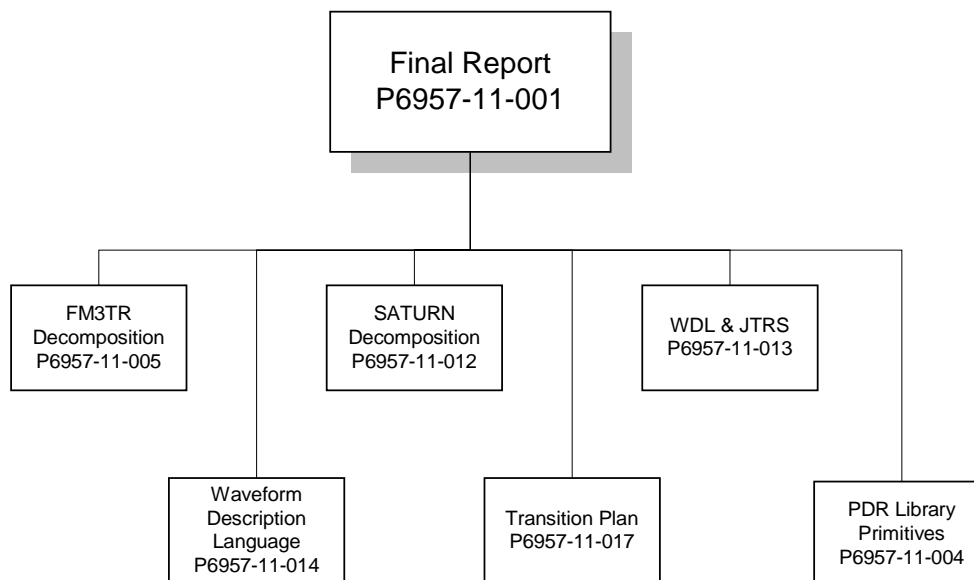 Final Report
P6957-11-001
FM3TR
Decomposition
P6957-11-005
SATURN
Decomposition
P6957-11-012
WDL & JTRS
P6957-11-013
Waveform
Description
Language
P6957-11-014
Transition Plan
P6957-11-017
PDR Library
Primitives
P6957-11-004